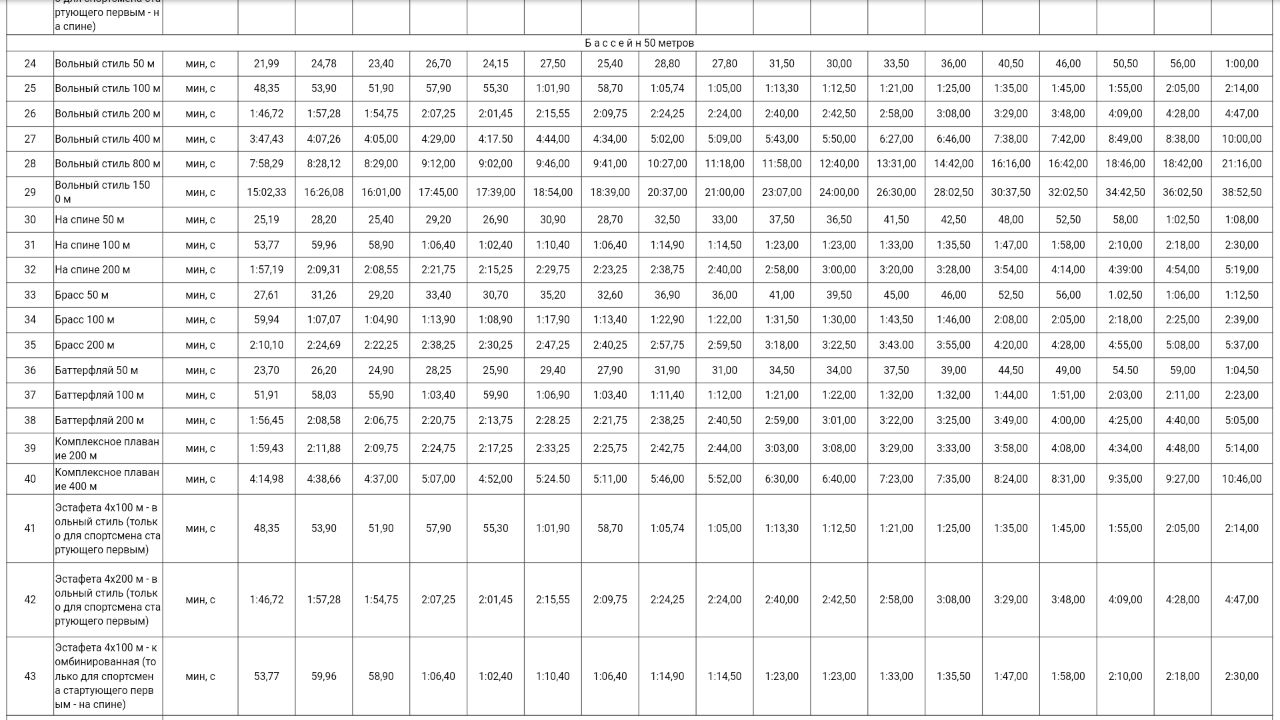 о для спортсмена ста
ртующего первым - н
а спине)
Б а с с е й н 50 метров
24 Вольный стиль 50 м мин, с 21,99 24,78 23,40 26,70 24,15 27,50 25,40 28,80 27,80 31,50 30,00 33,50 36,00 40,50 46,00 50,50 56,00 1:00,00
25 Вольный стиль 100 м мин, с 48,35 53,90 51,90 57,90 55,30 1:01,90 58,70 1:05,74 1:05,00 1:13,30 1:12,50 1:21,00 1:25,00 1:35,00 1:45,00 1:55,00 2:05,00 2:14,00
26 Вольный стиль 200 м мин, с 1:46,72 1:57,28 1:54,75 2:07,25 2:01,45 2:15,55 2:09,75 2:24,25 2:24,00 2:40,00 2:42,50 2:58,00 3:08,00 3:29,00 3:48,00 4:09,00 4:28,00 4:47,00
27 Вольный стиль 400 м мин, с 3:47,43 4:07,26 4:05,00 4:29,00 4:17.50 4:44,00 4:34,00 5:02,00 5:09,00 5:43,00 5:50,00 6:27,00 6:46,00 7:38,00 7:42,00 8:49,00 8:38,00 10:00,00
28 Вольный стиль 800 м мин, с 7:58,29 8:28,12 8:29,00 9:12,00 9:02,00 9:46,00 9:41,00 10:27,00 11:18,00 11:58,00 12:40,00 13:31,00 14:42,00 16:16,00 16:42,00 18:46,00 18:42,00 21:16,00
29 Вольный стиль 150
0 м мин, с 15:02,33 16:26,08 16:01,00 17:45,00 17:39,00 18:54,00 18:39,00 20:37,00 21:00,00 23:07,00 24:00,00 26:30,00 28:02,50 30:37,50 32:02,50 34:42,50 36:02,50 38:52,50
30 На спине 50 м мин, с 25,19 28,20 25,40 29,20 26,90 30,90 28,70 32,50 33,00 37,50 36,50 41,50 42,50 48,00 52,50 58,00 1:02,50 1:08,00
31 На спине 100 м мин, с 53,77 59,96 58,90 1:06,40 1:02,40 1:10,40 1:06,40 1:14,90 1:14,50 1:23,00 1:23,00 1:33,00 1:35,50 1:47,00 1:58,00 2:10,00 2:18,00 2:30,00
32 На спине 200 м мин, с 1:57,19 2:09,31 2:08,55 2:21,75 2:15,25 2:29,75 2:23,25 2:38,75 2:40,00 2:58,00 3:00,00 3:20,00 3:28,00 3:54,00 4:14,00 4:39:00 4:54,00 5:19,00
33 Брасс 50 м мин, с 27,61 31,26 29,20 33,40 30,70 35,20 32,60 36,90 36,00 41,00 39,50 45,00 46,00 52,50 56,00 1.02,50 1:06,00 1:12,50
34 Брасс 100 м мин, с 59,94 1:07,07 1:04,90 1:13,90 1:08,90 1:17,90 1:13,40 1:22,90 1:22,00 1:31,50 1:30,00 1:43,50 1:46,00 2:08,00 2:05,00 2:18,00 2:25,00 2:39,00
35 Брасс 200 м мин, с 2:10,10 2:24,69 2:22,25 2:38,25 2:30,25 2:47,25 2:40,25 2:57,75 2:59,50 3:18,00 3:22,50 3:43.00 3:55,00 4:20,00 4:28,00 4:55,00 5:08,00 5:37,00
36 Баттерфляй 50 м мин, с 23,70 26,20 24,90 28,25 25,90 29,40 27,90 31,90 31,00 34,50 34,00 37,50 39,00 44,50 49,00 54.50 59,00 1:04,50
37 Баттерфляй 100 м мин, с 51,91 58,03 55,90 1:03,40 59,90 1:06,90 1:03,40 1:11,40 1:12,00 1:21,00 1:22,00 1:32,00 1:32,00 1:44,00 1:51,00 2:03,00 2:11,00 2:23,00
38 Баттерфляй 200 м мин, с 1:56,45 2:08,58 2:06,75 2:20,75 2:13,75 2:28.25 2:21,75 2:38,25 2:40,50 2:59,00 3:01,00 3:22,00 3:25,00 3:49,00 4:00,00 4:25,00 4:40,00 5:05,00
39 Комплексное плаван
ие 200 м мин, с 1:59,43 2:11,88 2:09,75 2:24,75 2:17,25 2:33,25 2:25,75 2:42,75 2:44,00 3:03,00 3:08,00 3:29,00 3:33,00 3:58,00 4:08,00 4:34,00 4:48,00 5:14,00
40 Комплексное плаван
ие 400 м мин, с 4:14,98 4:38,66 4:37,00 5:07,00 4:52,00 5:24.50 5:11,00 5:46,00 5:52,00 6:30,00 6:40,00 7:23,00 7:35,00 8:24,00 8:31,00 9:35,00 9:27,00 10:46,00
41 Эстафета 4x100 м - в
ольный стиль (тольк
о для спортсмена ста
ртующего первым) мин, с 48,35 53,90 51,90 57,90 55,30 1:01,90 58,70 1:05,74 1:05,00 1:13,30 1:12,50 1:21,00 1:25,00 1:35,00 1:45,00 1:55,00 2:05,00 2:14,00
42 Эстафета 4x200 м - в
ольный стиль (тольк
о для спортсмена ста
ртующего первым) мин, с 1:46,72 1:57,28 1:54,75 2:07,25 2:01,45 2:15,55 2:09,75 2:24,25 2:24,00 2:40,00 2:42,50 2:58,00 3:08,00 3:29,00 3:48,00 4:09,00 4:28,00 4:47,00
43 Эстафета 4x100 м - к
омбинированная (то
лько для спортсмен
а стартующего перв
ым - на спине) мин, с 53,77 59,96 58,90 1:06,40 1:02,40 1:10,40 1:06,40 1:14,90 1:14,50 1:23,00 1:23,00 1:33,00 1:35,50 1:47,00 1:58,00 2:10,00 2:18,00 2:30,00